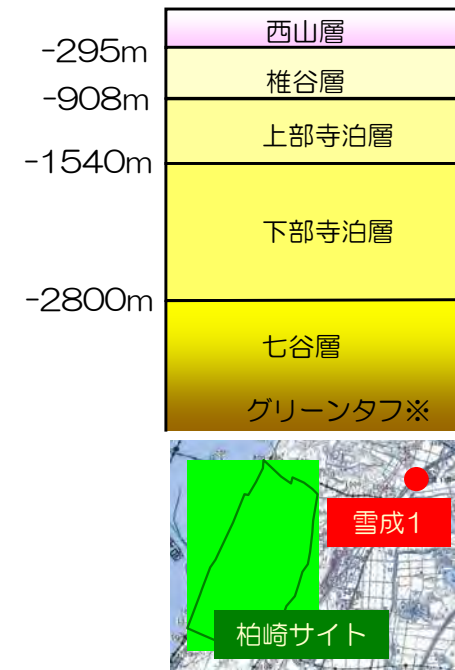 西山層
-295m
椎谷層
-908m
上部寺泊層
-1540m
下部寺泊層
-2800m
七谷層
グリーンタフ※
雪成1
柏崎サイト